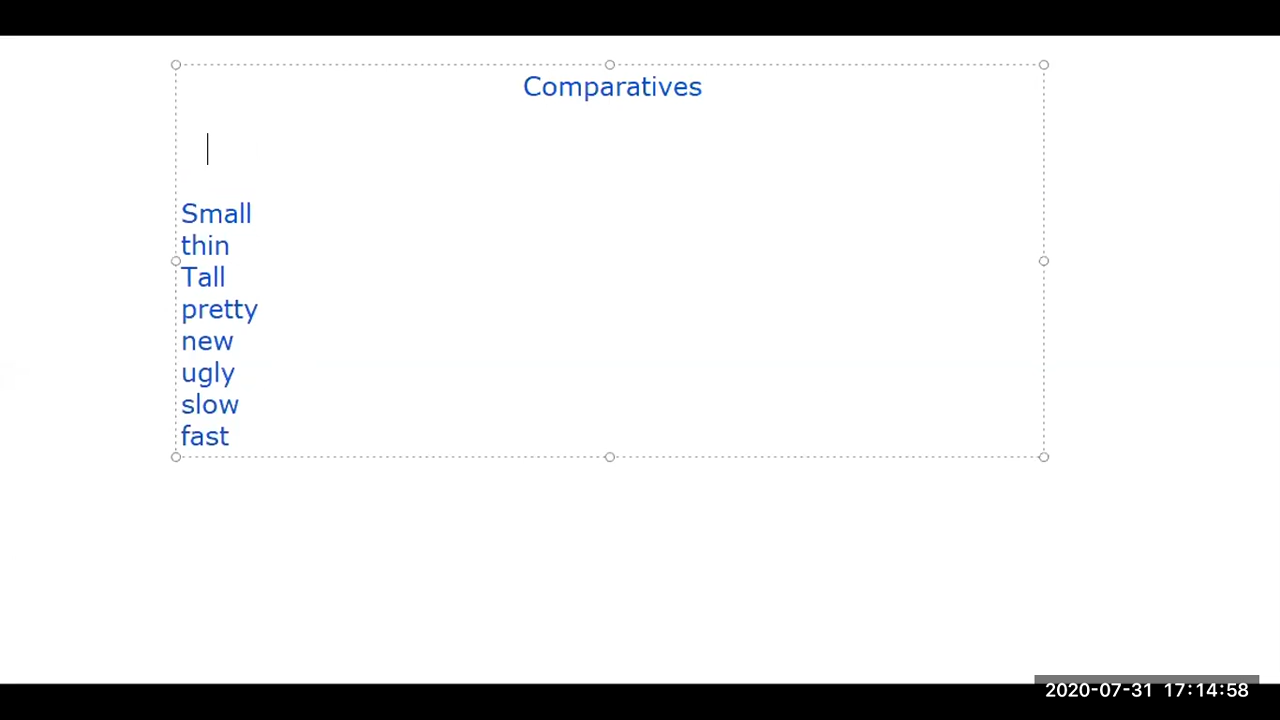 Comparatives
Small
thin
Tall
pretty
new
ugly
slow
fast
2020-07-31 17:14:58